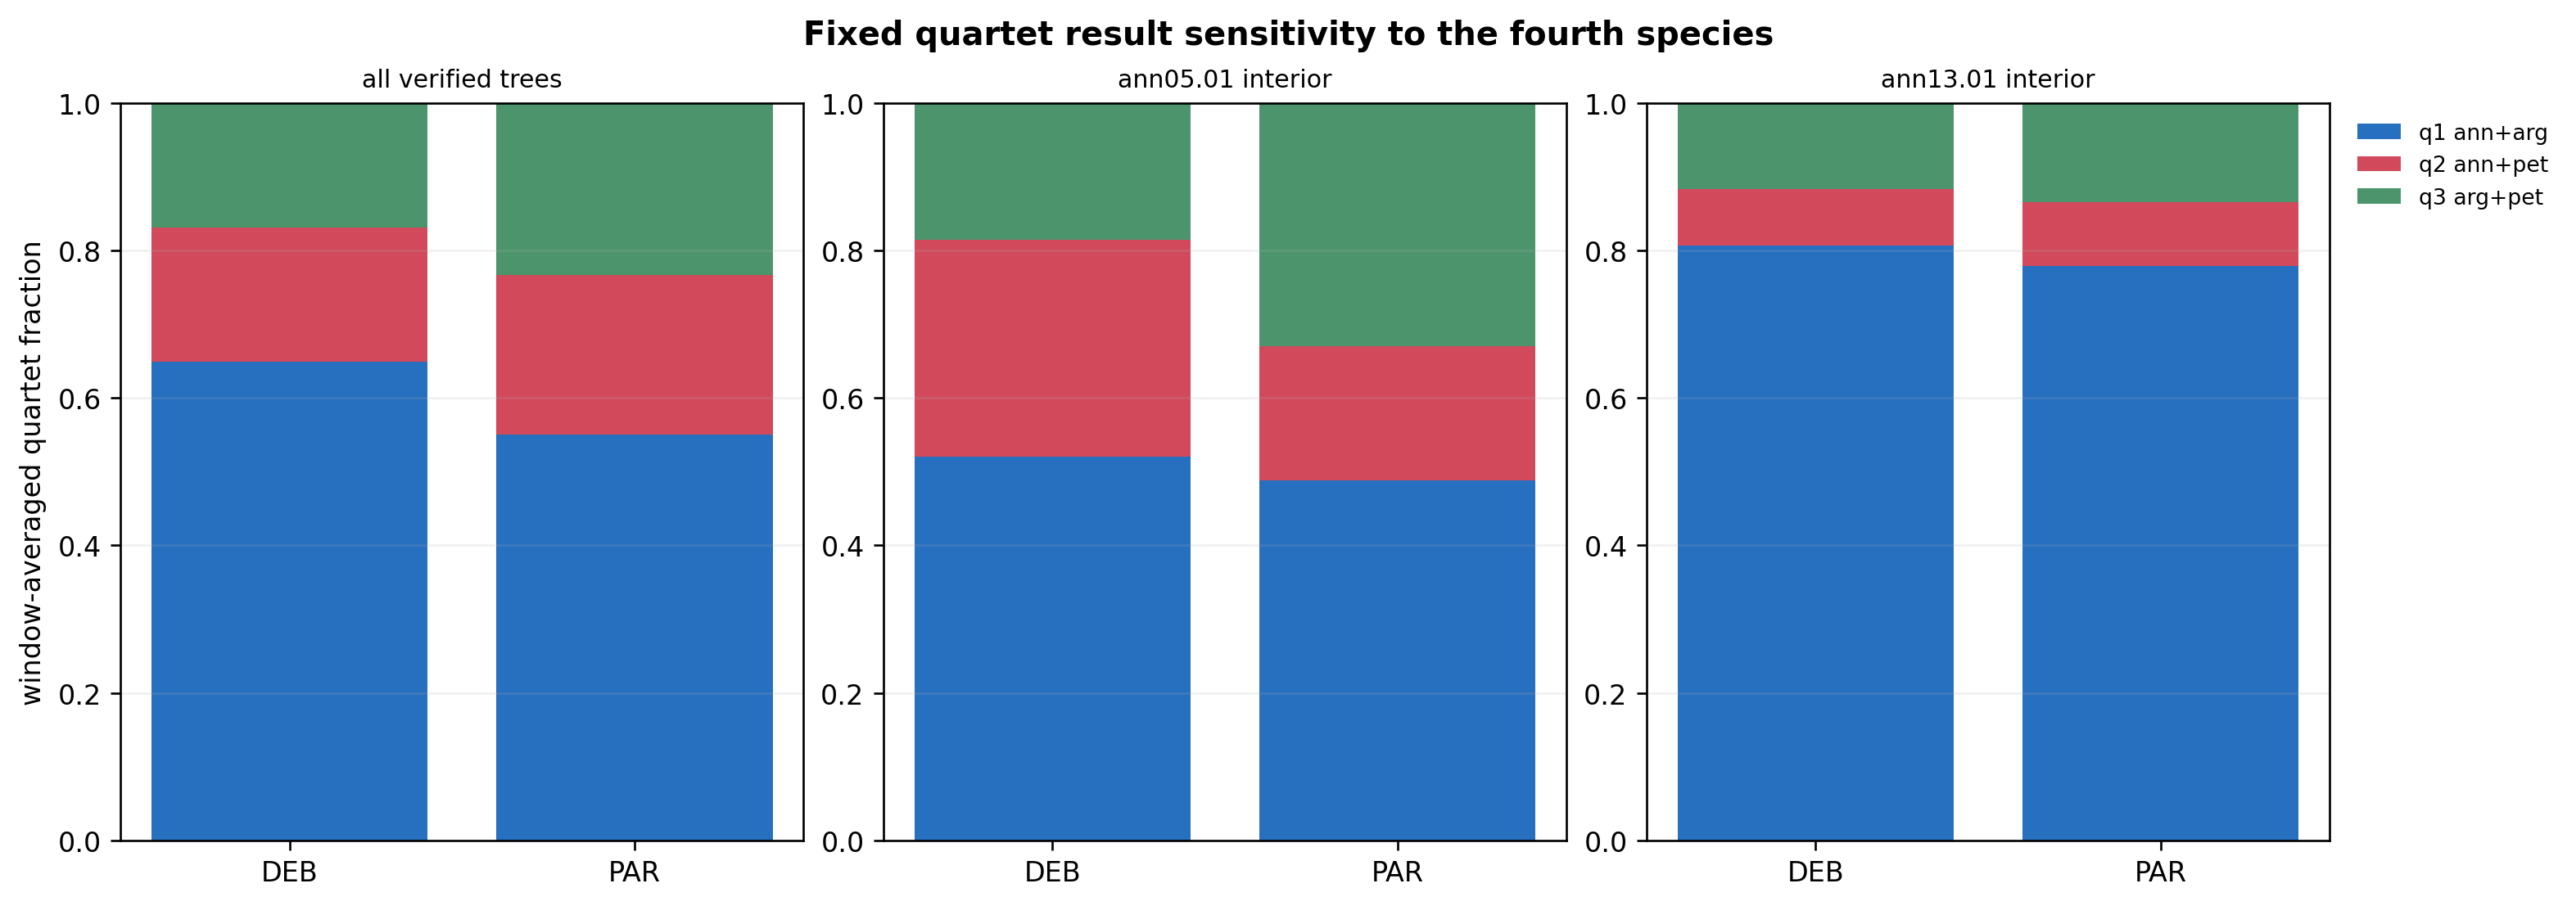 Fixed quartet result sensitivity to the fourth species
all verified trees
ann05.01 interior
ann13.01 interior
window-averaged quartet fraction
1.0
0.8
0.6
0.4
0.2
0.0
DEB
PAR
1.0
0.8
0.6
0.4
0.2
0.0
DEB
PAR
1.0
0.8
0.6
0.4
0.2
0.0
DEB
PAR
q1 ann+arg
q2 ann+pet
q3 arg+pet